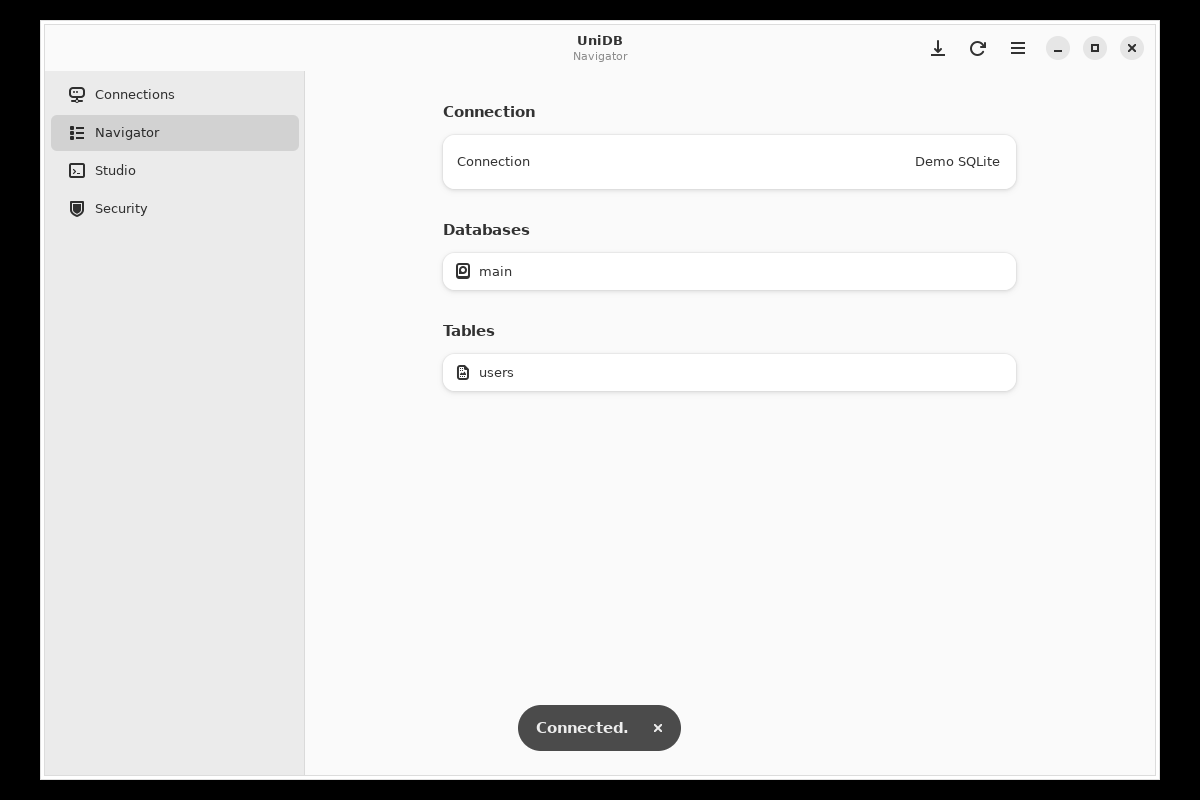 UniDB
Navigator
Connections
Navigator
Studio
Security
Connection
Connection
Demo SQLite
Databases
main
Tables
users
Connected.